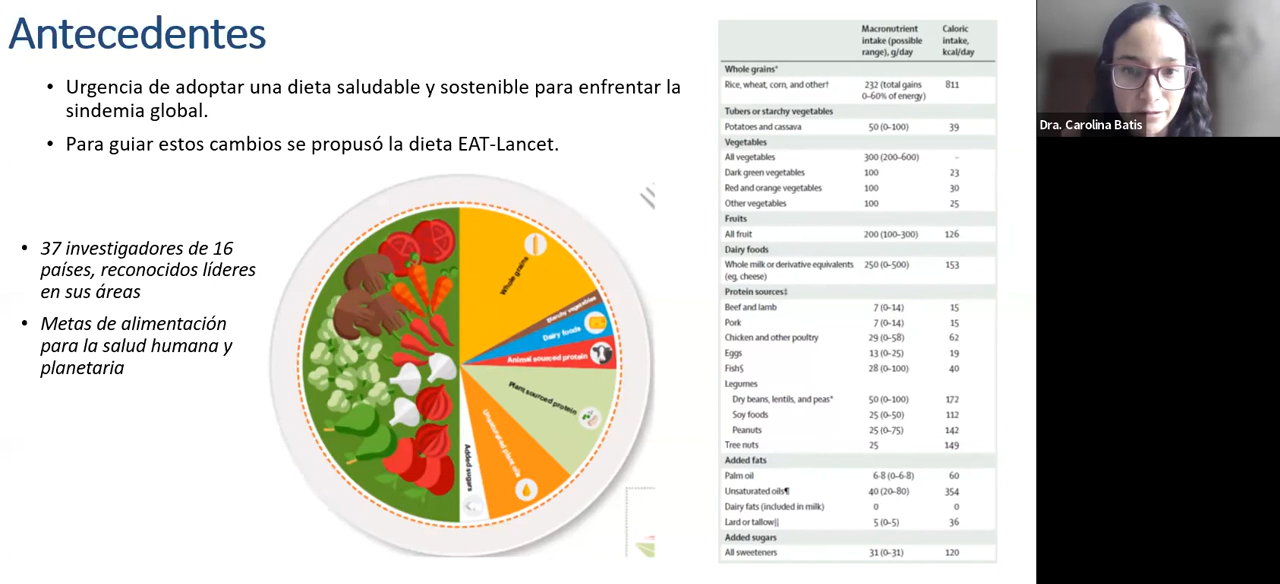 Antecedentes
• Urgencia de adoptar una dieta saludable y sostenible para enfrentar la
sindemia global.
• Para guiar estos cambios se propusó la dieta EAT-Lancet.
• 37 investigadores de 16
países, reconocidos líderes
en sus áreas
• Metas de alimentación
para la salud humana y
planetaria
Whole grains
Starchy vegetables
Dairy foods
Animal sourced protein
Plant sourced protein
Unsaturated plant oils
Added sugars
Macronutrient intake (possible range), g/day Caloric intake, kcal/day
Whole grains*
Rice, wheat, corn, and other† 232 (total gains 0–60% of energy) 811
Tubers or starchy vegetables
Potatoes and cassava 50 (0–100) 39
Vegetables
All vegetables 300 (200–600) –
Dark green vegetables 100 23
Red and orange vegetables 100 30
Other vegetables 100 25
Fruits
All fruit 200 (100–300) 126
Dairy foods
Whole milk or derivative equivalents (eg, cheese) 250 (0–500) 153
Protein sources‡
Beef and lamb 7 (0–14) 15
Pork 7 (0–14) 15
Chicken and other poultry 29 (0–58) 62
Eggs 13 (0–25) 19
Fish§ 28 (0–100) 40
Legumes
Dry beans, lentils, and peas* 50 (0–100) 172
Soy foods 25 (0–50) 112
Peanuts 25 (0–75) 142
Tree nuts 25 149
Added fats
Palm oil 6·8 (0–6·8) 60
Unsaturated oils¶ 40 (20–80) 354
Dairy fats (included in milk) 0 0
Lard or tallow|| 5 (0–5) 36
Added sugars
All sweeteners 31 (0–31) 120
Dra. Carolina Batis